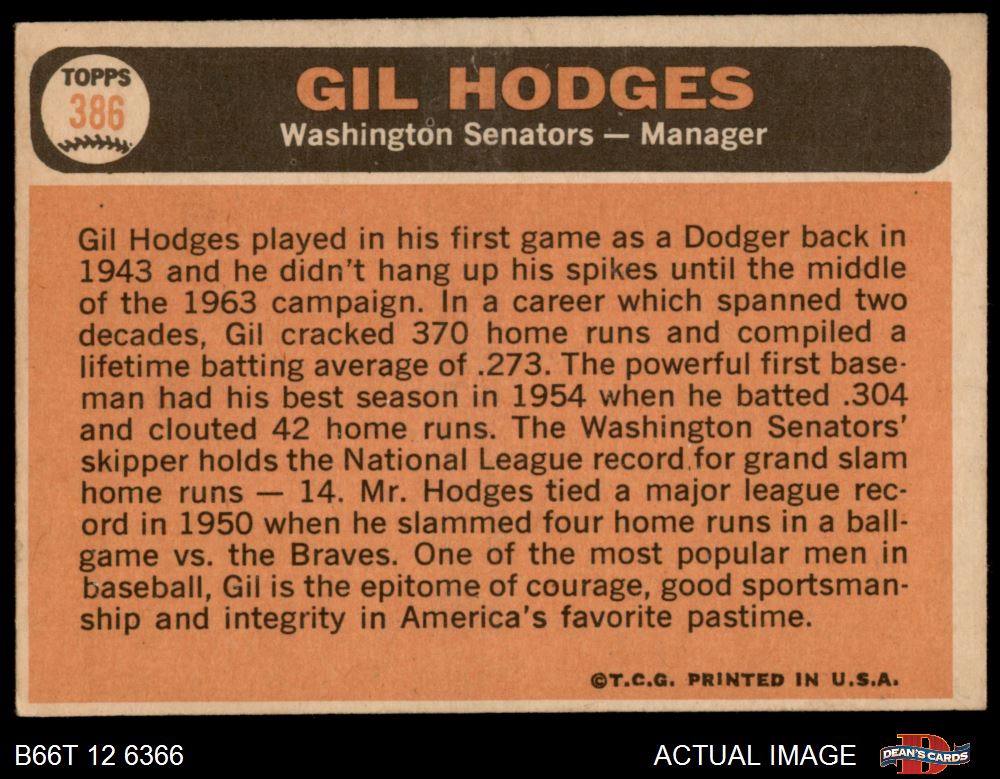 TOPPS
386
GIL HODGES
Washington Senators — Manager
Gil Hodges played in his first game as a Dodger back in
1943 and he didn't hang up his spikes until the middle
of the 1963 campaign. In a career which spanned two
decades, Gil cracked 370 home runs and compiled a
lifetime batting average of .273. The powerful first base-
man had his best season in 1954 when he batted .304
and clouted 42 home runs. The Washington Senators'
skipper holds the National League record for grand slam
home runs — 14. Mr. Hodges tied a major league rec-
ord in 1950 when he slammed four home runs in a ball-
game vs. the Braves. One of the most popular men in
baseball, Gil is the epitome of courage, good sportsman-
ship and integrity in America's favorite pastime.
©T.C.G. PRINTED IN U.S.A.
B66T 12 6366
ACTUAL IMAGE
DEAN'S CARDS